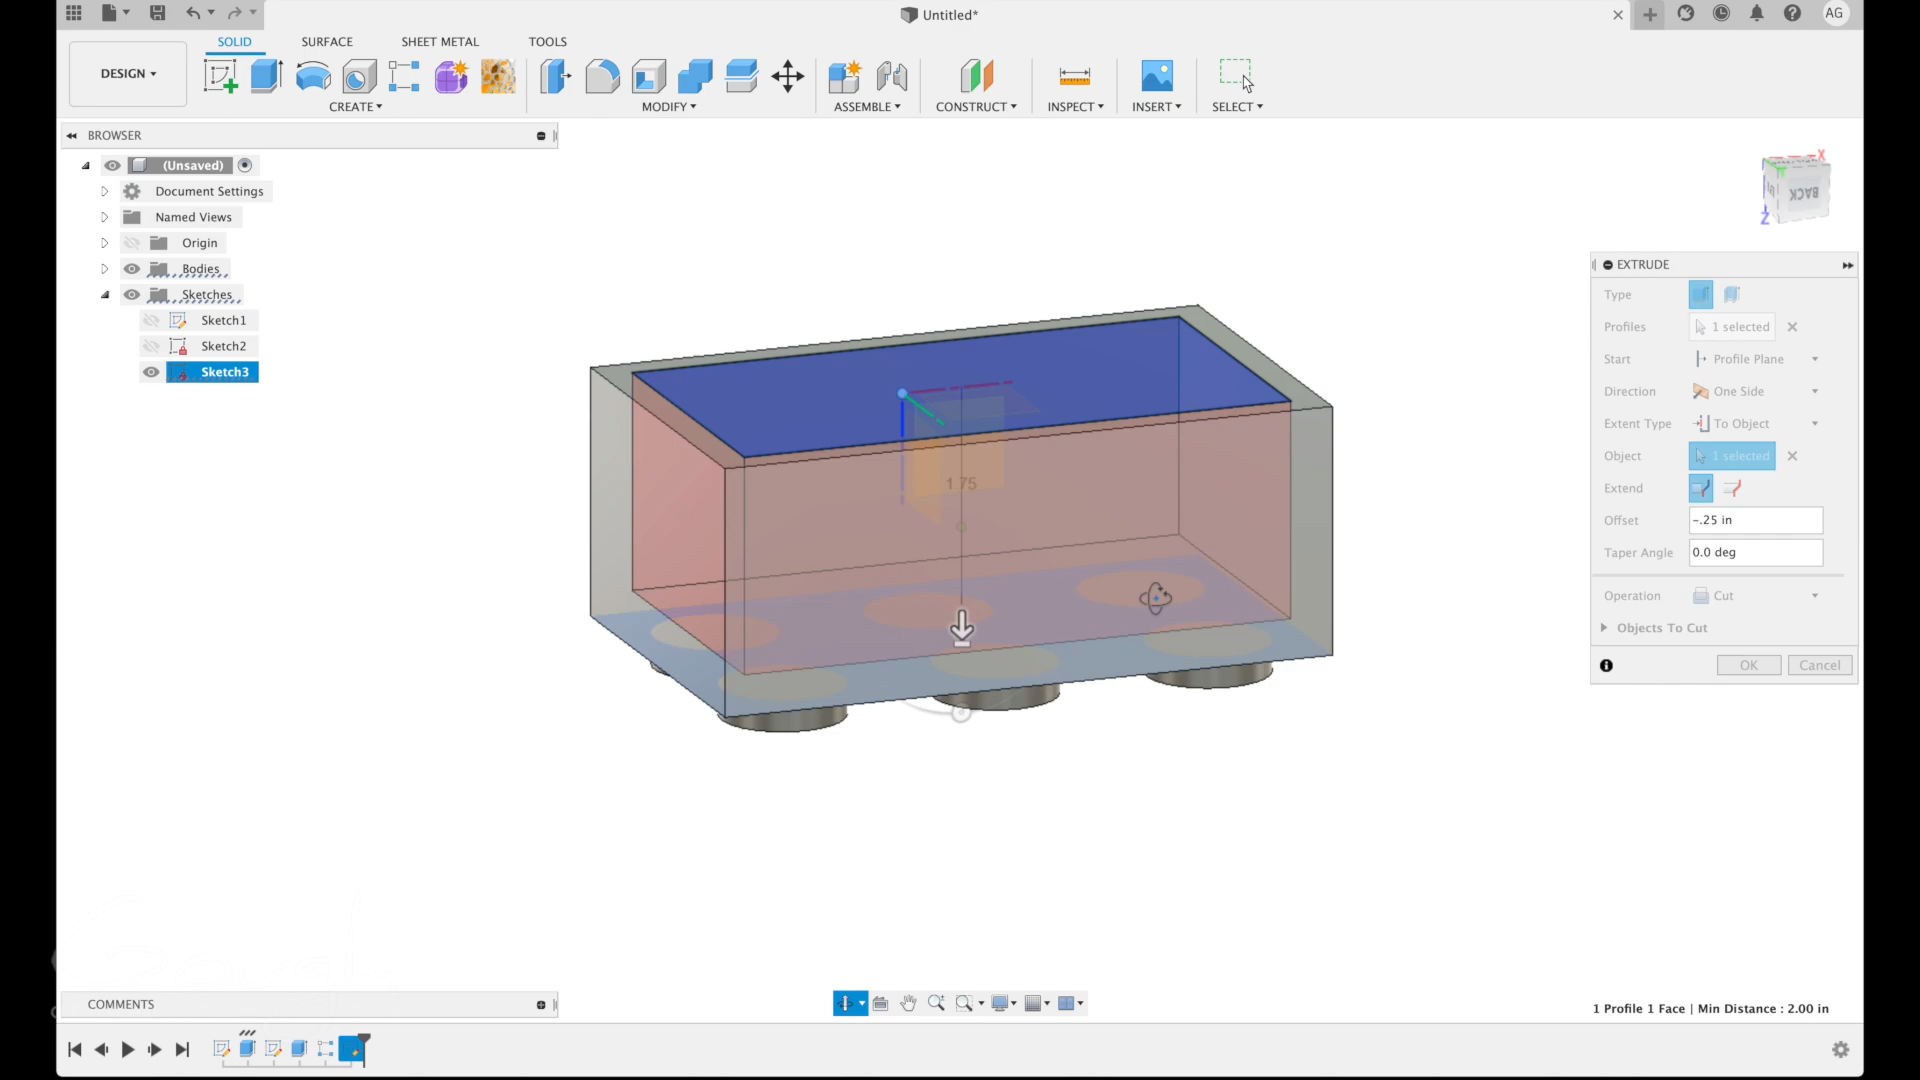 Untitled*
AG
DESIGN
SOLID
SURFACE
SHEET METAL
TOOLS
CREATE
MODIFY
ASSEMBLE
CONSTRUCT
INSPECT
INSERT
SELECT
BROWSER
(Unsaved)
Document Settings
Named Views
Origin
Bodies
Sketches
Sketch1
Sketch2
Sketch3
X
BACK
Z
1.75
EXTRUDE
Type
Profiles
1 selected
Start
Profile Plane
Direction
One Side
Extent Type
To Object
Object
1 selected
Extend
Offset
-.25 in
Taper Angle
0.0 deg
Operation
Cut
Objects To Cut
OK
Cancel
COMMENTS
1 Profile 1 Face | Min Distance : 2.00 in